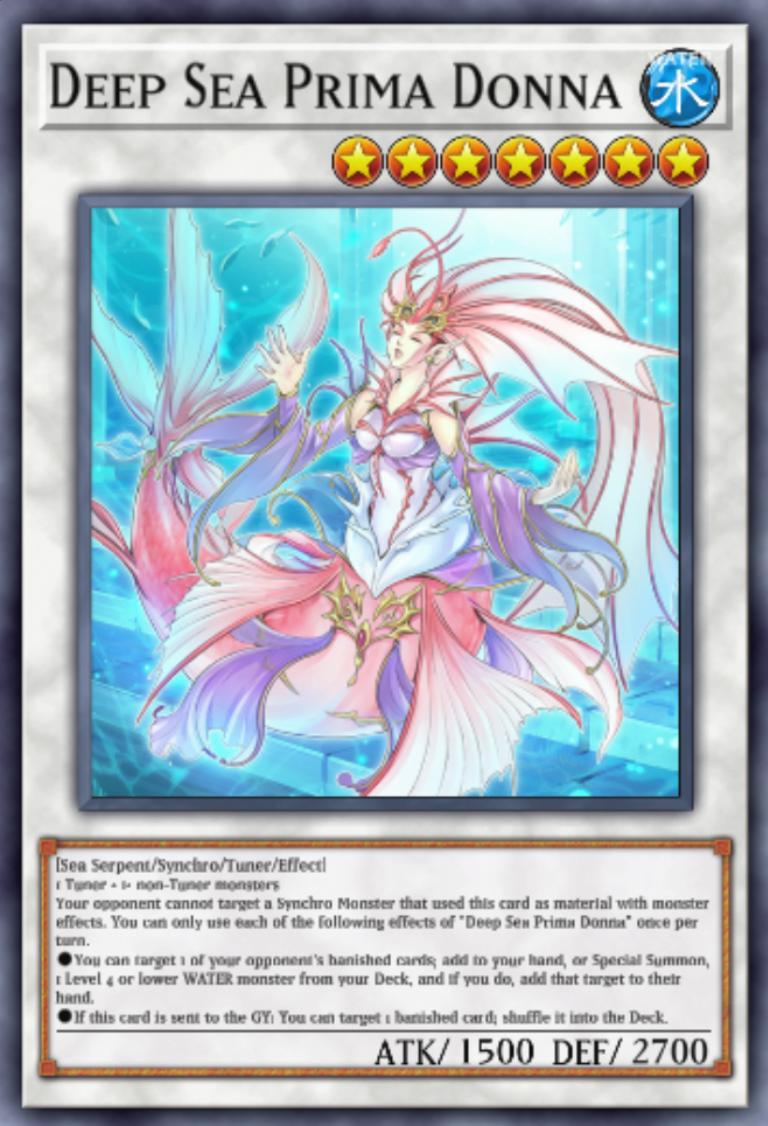 DEEP SEA PRIMA DONNA
WATER
水
[Sea Serpent/Synchro/Tuner/Effect]
1 Tuner + 1+ non-Tuner monsters
Your opponent cannot target a Synchro Monster that used this card as material with monster
effects. You can only use each of the following effects of "Deep Sea Prima Donna" once per
turn.
●You can target 1 of your opponent's banished cards; add to your hand, or Special Summon,
1 Level 4 or lower WATER monster from your Deck, and if you do, add that target to their
hand.
●If this card is sent to the GY: You can target 1 banished card; shuffle it into the Deck.
ATK/ 1500 DEF/ 2700